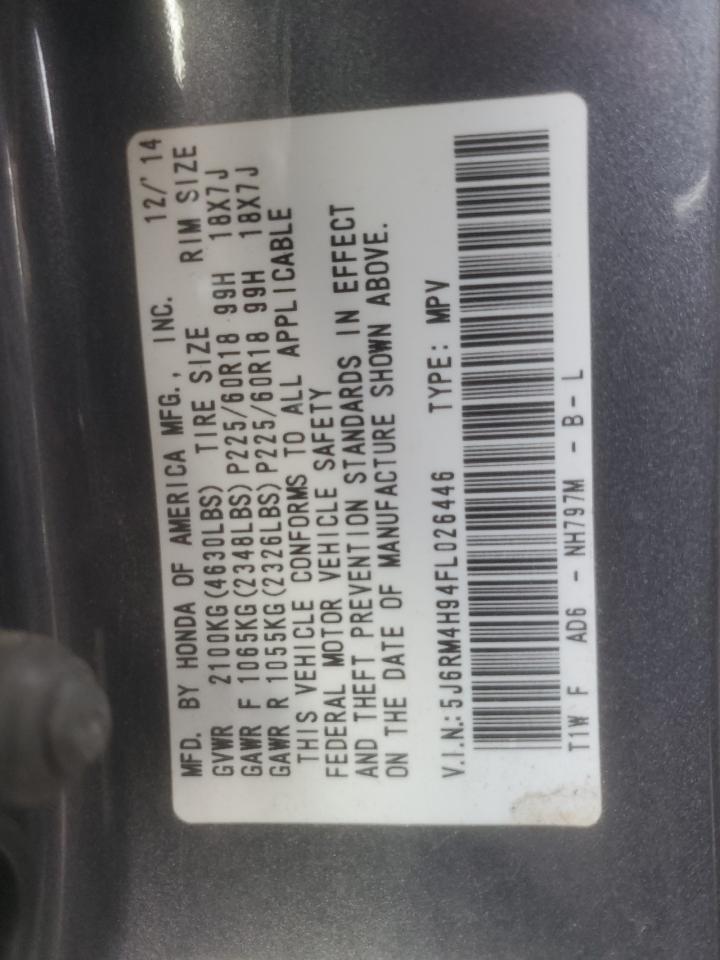 MFD. BY HONDA OF AMERICA MFG., INC. 12/'14
GVWR 2100KG(4630LBS) TIRE SIZE RIM SIZE
GAWR F 1065KG(2348LBS)P225/60R18 99H 18X7J
GAWR R 1055KG(2326LBS)P225/60R18 99H 18X7J
THIS VEHICLE CONFORMS TO ALL APPLICABLE
FEDERAL MOTOR VEHICLE SAFETY
AND THEFT PREVENTION STANDARDS IN EFFECT
ON THE DATE OF MANUFACTURE SHOWN ABOVE.
V.I.N.:5J6RM4H94FL026446 TYPE: MPV
T1W F AD6 - NH797M - B - L